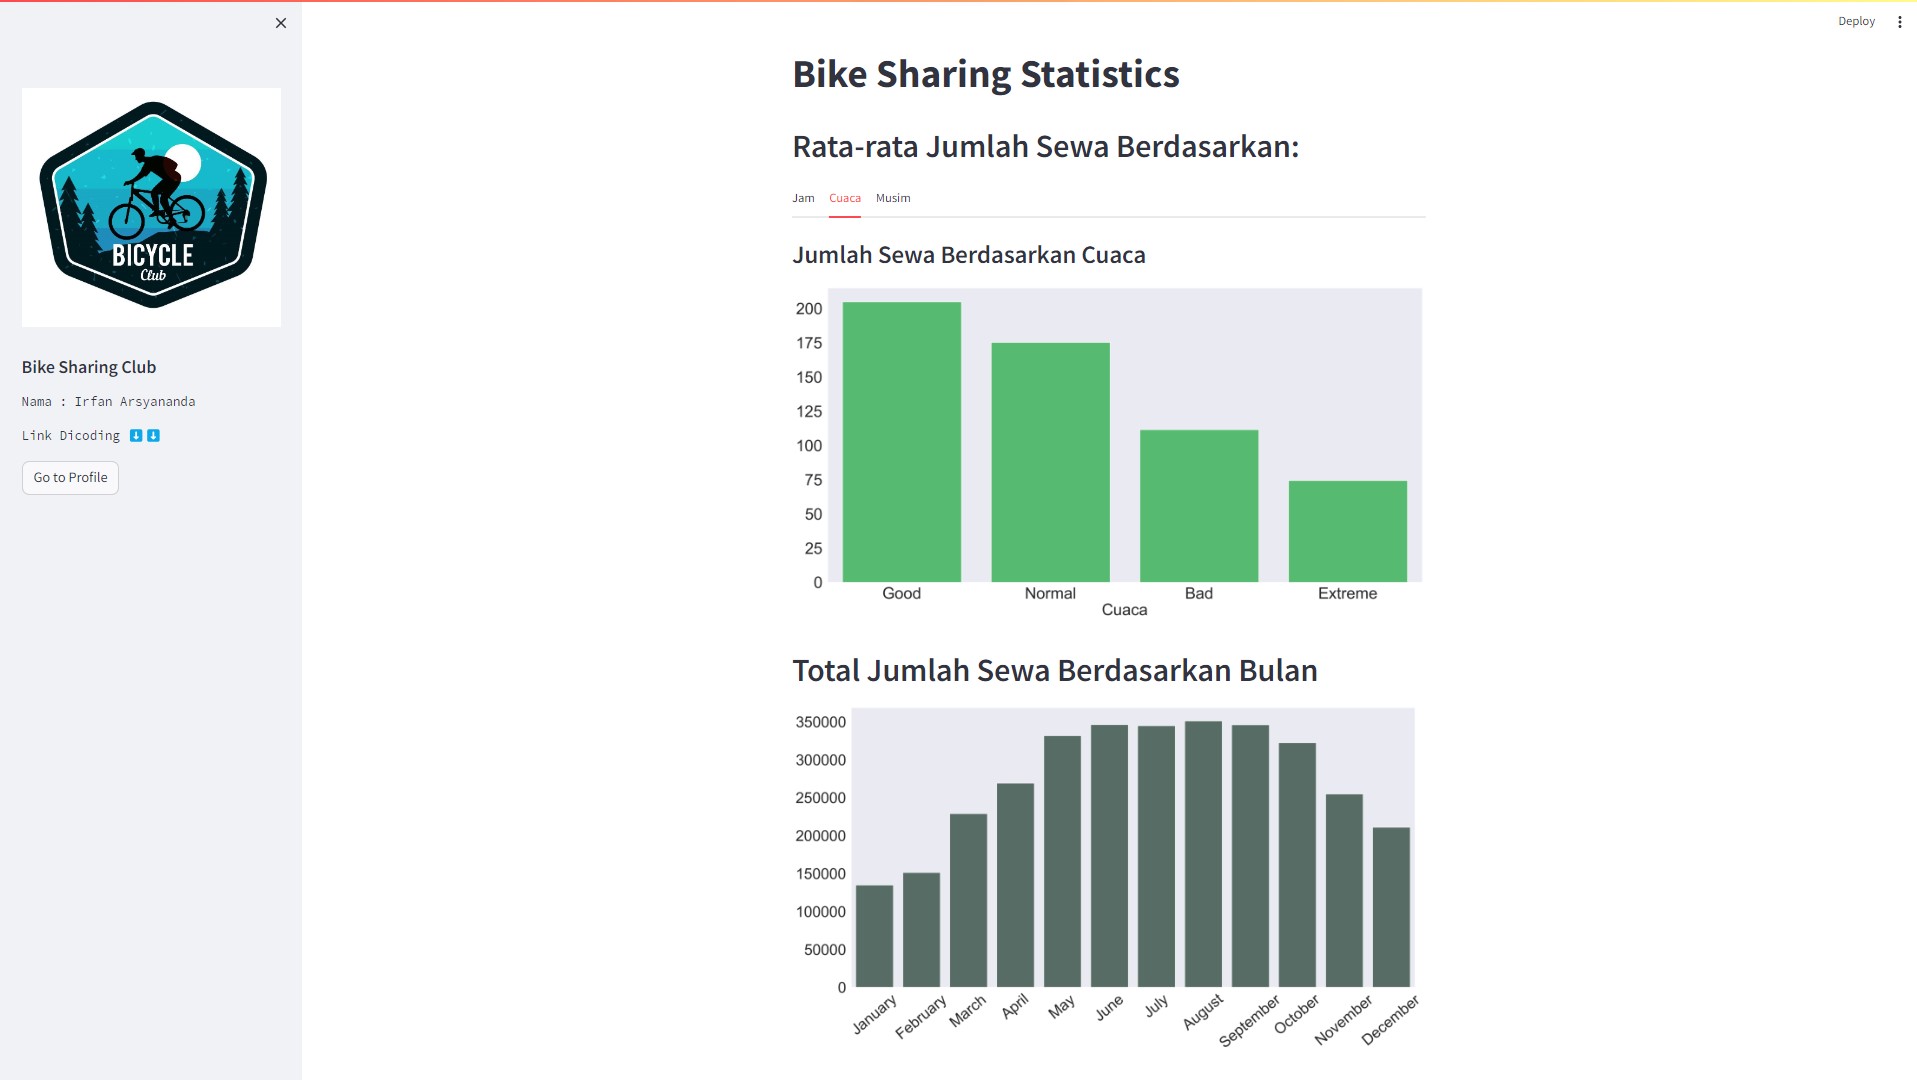 Deploy
BICYCLE
Club
Bike Sharing Club
Nama : Irfan Arsyananda
Link Dicoding ⬇️⬇️
Go to Profile
Bike Sharing Statistics
Rata-rata Jumlah Sewa Berdasarkan:
Jam Cuaca Musim
Jumlah Sewa Berdasarkan Cuaca
200
175
150
125
100
75
50
25
0
Good Normal Bad Extreme
Cuaca
Total Jumlah Sewa Berdasarkan Bulan
350000
300000
250000
200000
150000
100000
50000
0
January February March April May June July August September October November December